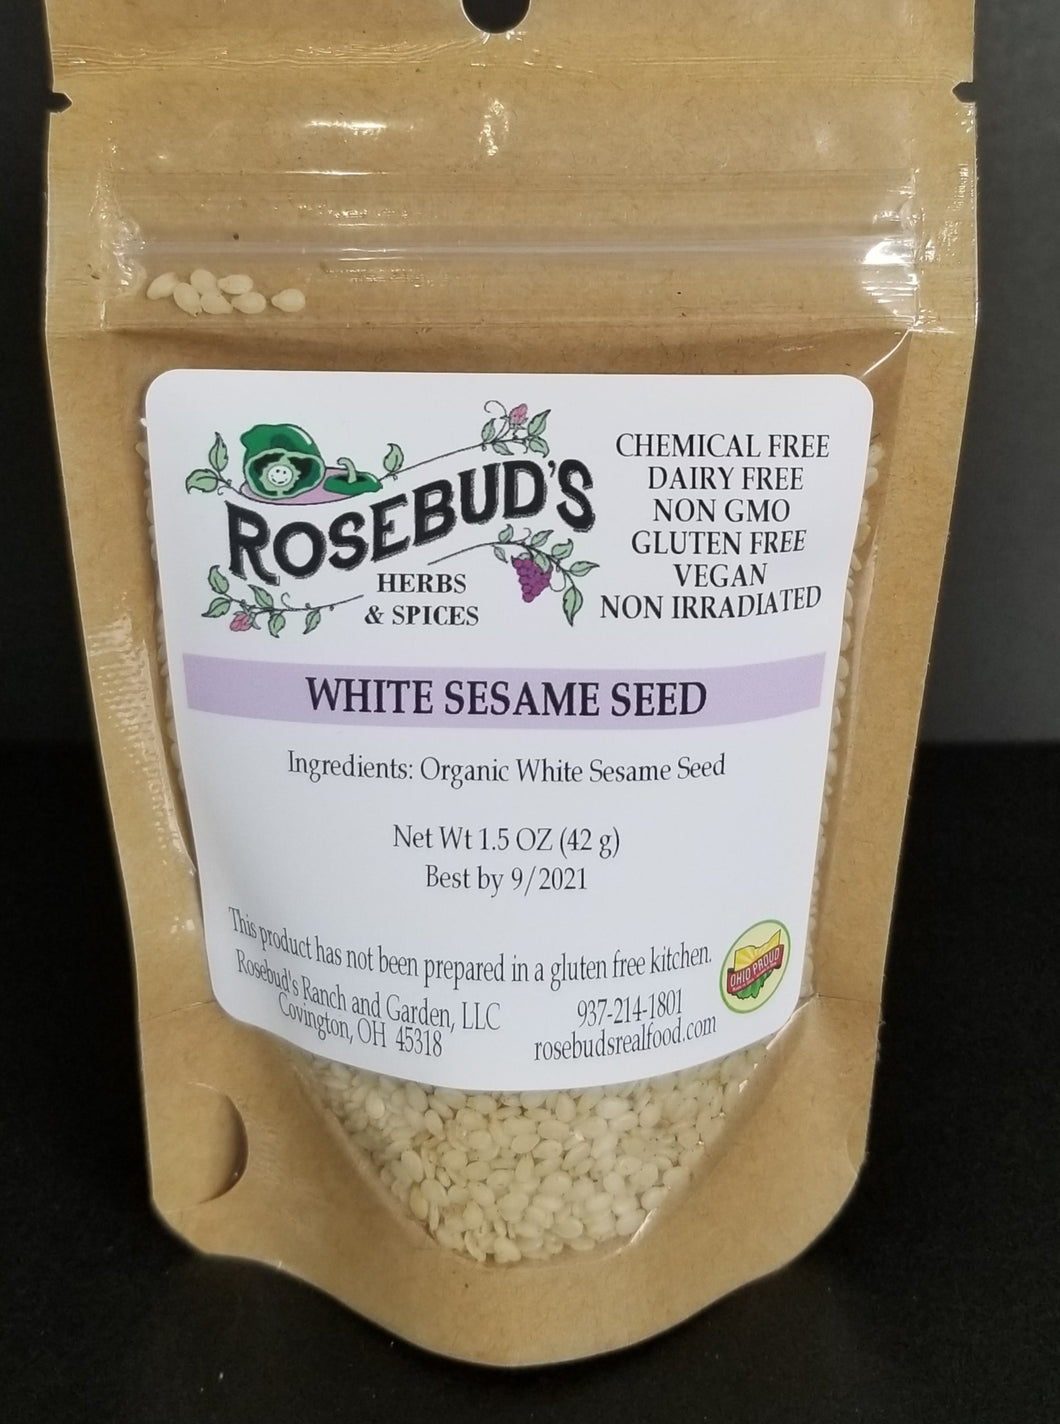 ROSEBUD'S
HERBS
& SPICES
CHEMICAL FREE
DAIRY FREE
NON GMO
GLUTEN FREE
VEGAN
NON IRRADIATED
WHITE SESAME SEED
Ingredients: Organic White Sesame Seed
Net Wt 1.5 OZ (42 g)
Best by 9/2021
This product has not been prepared in a gluten free kitchen.
Rosebud's Ranch and Garden, LLC
Covington, OH 45318
937-214-1801
rosebudsrealfood.com
OHIO PROUD